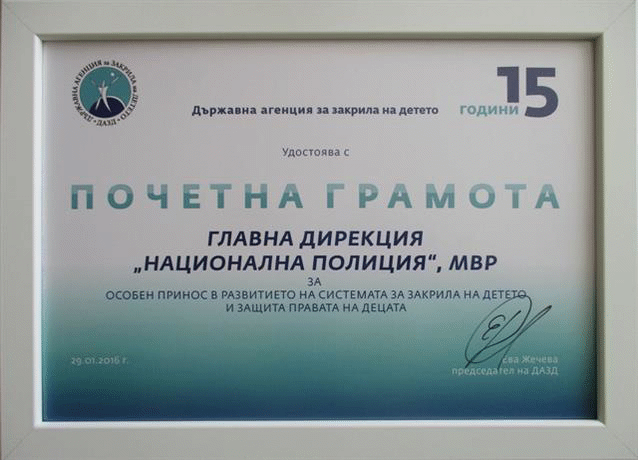 ДЪРЖАВНА АГЕНЦИЯ за ЗАКРИЛА на ДЕТЕТО
• ДАЗД •
Държавна агенция за закрила на детето
15
ГОДИНИ
Удостоява с
ПОЧЕТНА ГРАМОТА
ГЛАВНА ДИРЕКЦИЯ
„НАЦИОНАЛНА ПОЛИЦИЯ“, МВР
ЗА
ОСОБЕН ПРИНОС В РАЗВИТИЕТО НА СИСТЕМАТА ЗА ЗАКРИЛА НА ДЕТЕТО
И ЗАЩИТА ПРАВАТА НА ДЕЦАТА
29.01.2016 г.
Ева Жечева
председател на ДАЗД